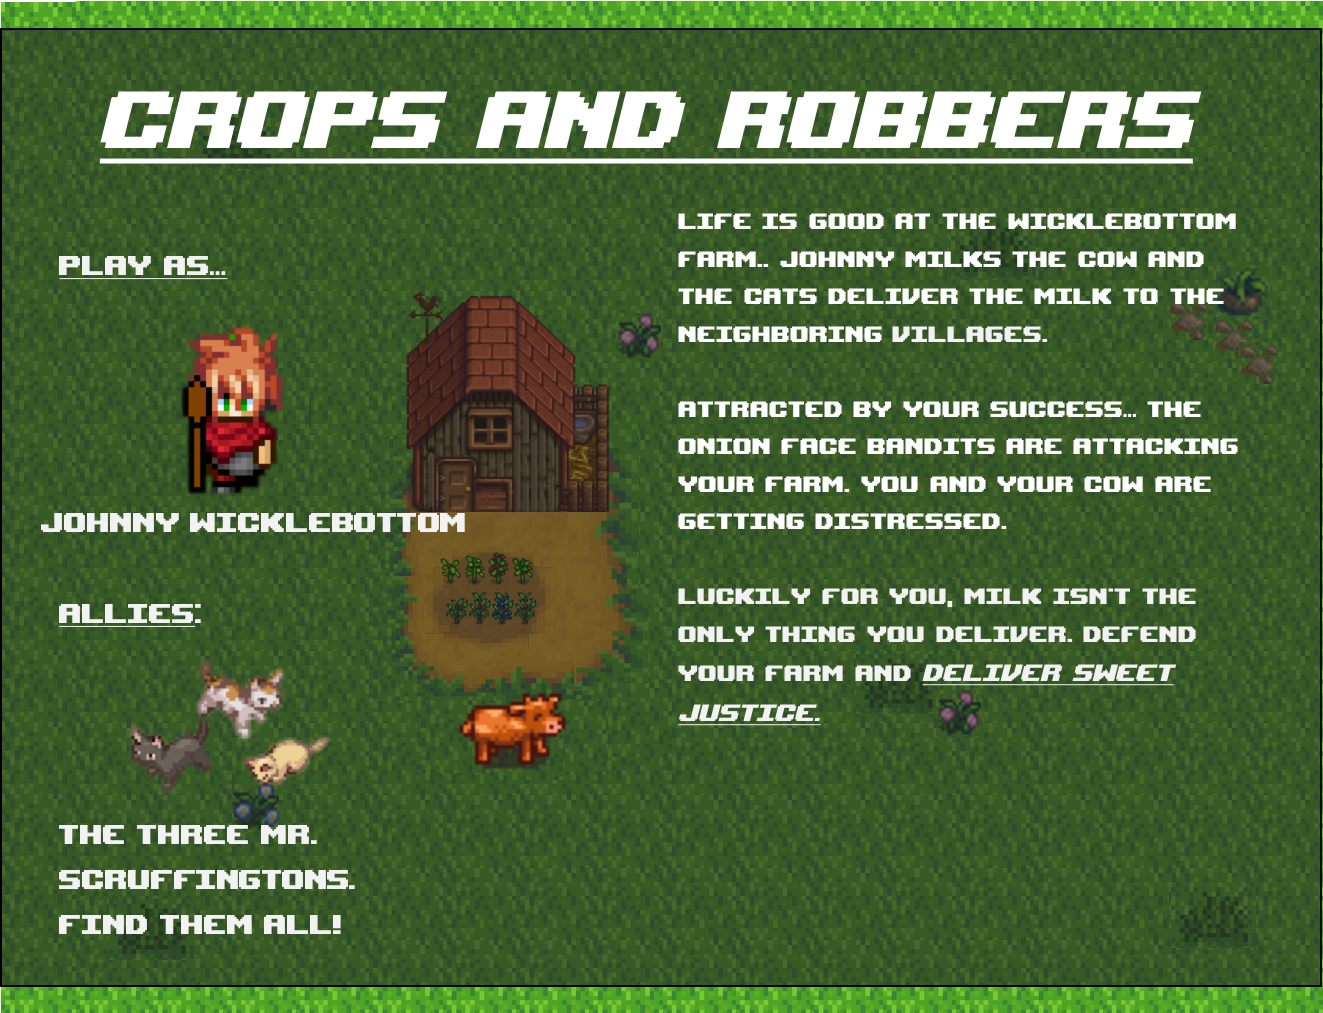 CROPS AND ROBBERS
PLAY AS...
JOHNNY WICKLEBOTTOM
ALLIES:
THE THREE MR.
SCRUFFINGTONS.
FIND THEM ALL!
LIFE IS GOOD AT THE WICKLEBOTTOM
FARM.. JOHNNY MILKS THE COW AND
THE CATS DELIVER THE MILK TO THE
NEIGHBORING VILLAGES.
ATTRACTED BY YOUR SUCCESS... THE
ONION FACE BANDITS ARE ATTACKING
YOUR FARM. YOU AND YOUR COW ARE
GETTING DISTRESSED.
LUCKILY FOR YOU, MILK ISN'T THE
ONLY THING YOU DELIVER. DEFEND
YOUR FARM AND DELIVER SWEET
JUSTICE.